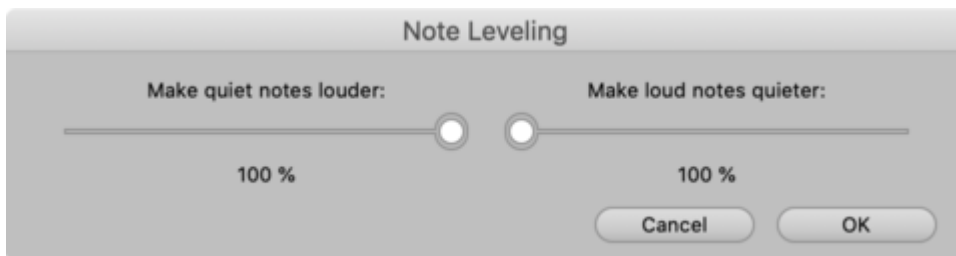 Note Leveling
Make quiet notes louder:
Make loud notes quieter:
100 %
100 %
Cancel
OK